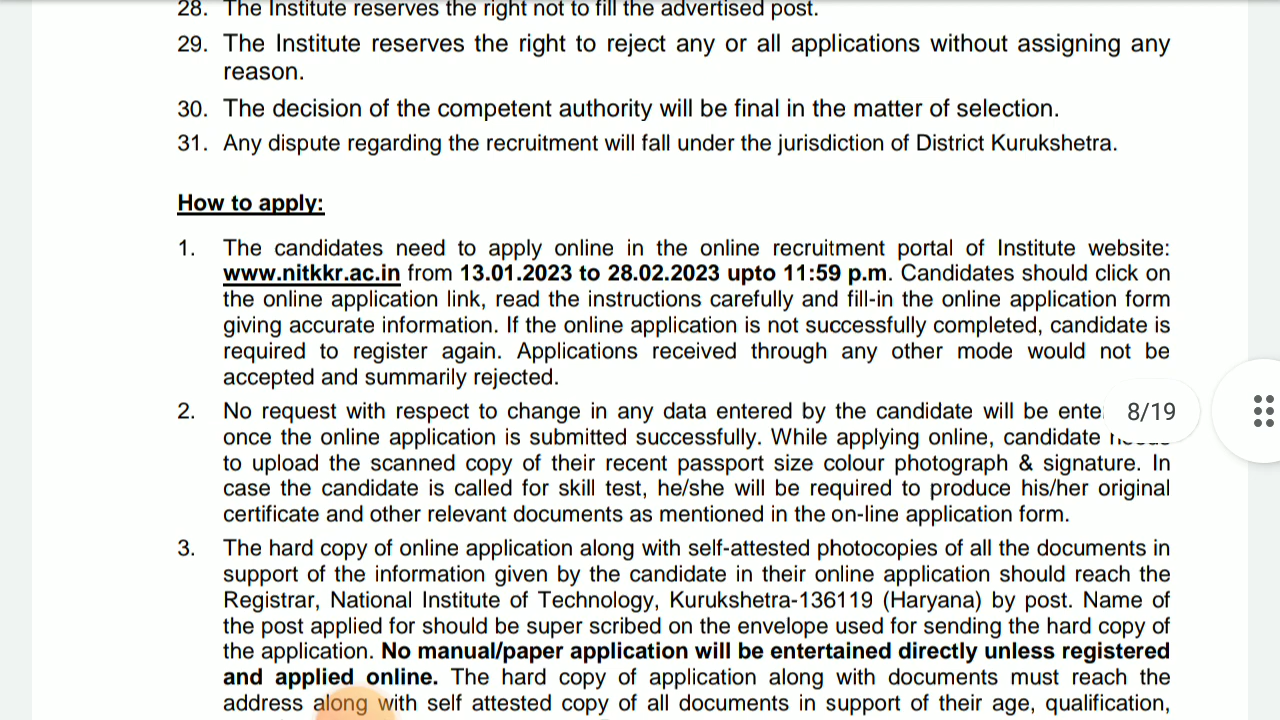 28. The Institute reserves the right not to fill the advertised post.
29. The Institute reserves the right to reject any or all applications without assigning any
reason.
30. The decision of the competent authority will be final in the matter of selection.
31. Any dispute regarding the recruitment will fall under the jurisdiction of District Kurukshetra.
How to apply:
1. The candidates need to apply online in the online recruitment portal of Institute website:
www.nitkkr.ac.in from 13.01.2023 to 28.02.2023 upto 11:59 p.m. Candidates should click on
the online application link, read the instructions carefully and fill-in the online application form
giving accurate information. If the online application is not successfully completed, candidate is
required to register again. Applications received through any other mode would not be
accepted and summarily rejected.
2. No request with respect to change in any data entered by the candidate will be
8/19
once the online application is submitted successfully. While applying online, candidate
to upload the scanned copy of their recent passport size colour photograph & signature. In
case the candidate is called for skill test, he/she will be required to produce his/her original
certificate and other relevant documents as mentioned in the on-line application form.
3. The hard copy of online application along with self-attested photocopies of all the documents in
support of the information given by the candidate in their online application should reach the
Registrar, National Institute of Technology, Kurukshetra-136119 (Haryana) by post. Name of
the post applied for should be super scribed on the envelope used for sending the hard copy of
the application. No manual/paper application will be entertained directly unless registered
and applied online. The hard copy of application along with documents must reach the
address along with self attested copy of all documents in support of their age, qualification,